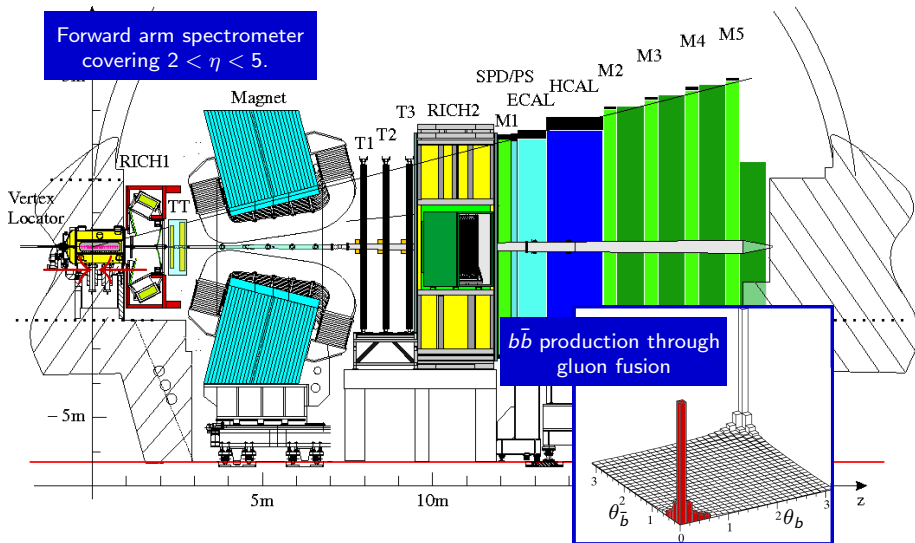 Forward arm spectrometer
covering 2 < η < 5.
M5
M4
M3
M2
HCAL
SPD/PS
ECAL
M1
Magnet
RICH2
T3
T2
T1
RICH1
TT
Vertex
Locator
bb̄ production through
gluon fusion
− 5m
5m
10m
z
3
2
1
θb̄
0
1
2
3
θb